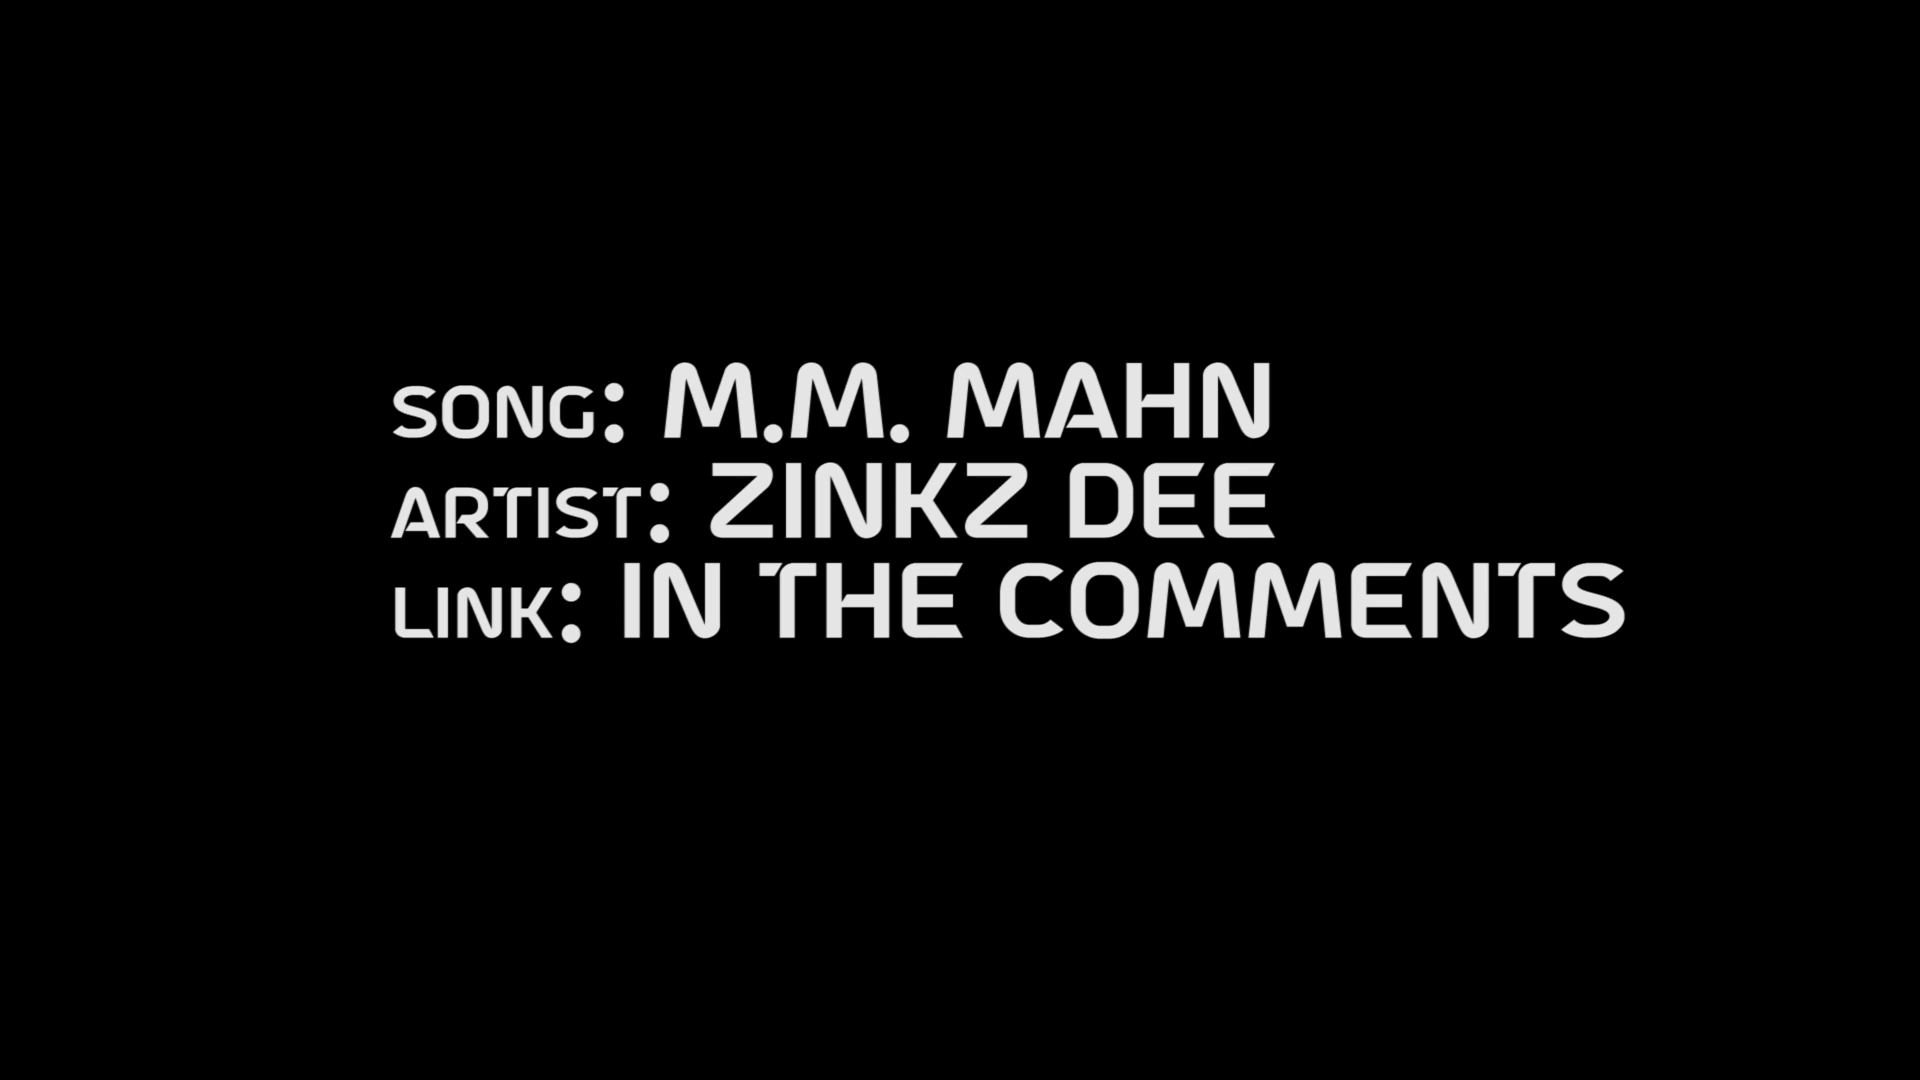 SONG: M.M. MAHN
ARTIST: ZINKZ DEE
LINK: IN THE COMMENTS